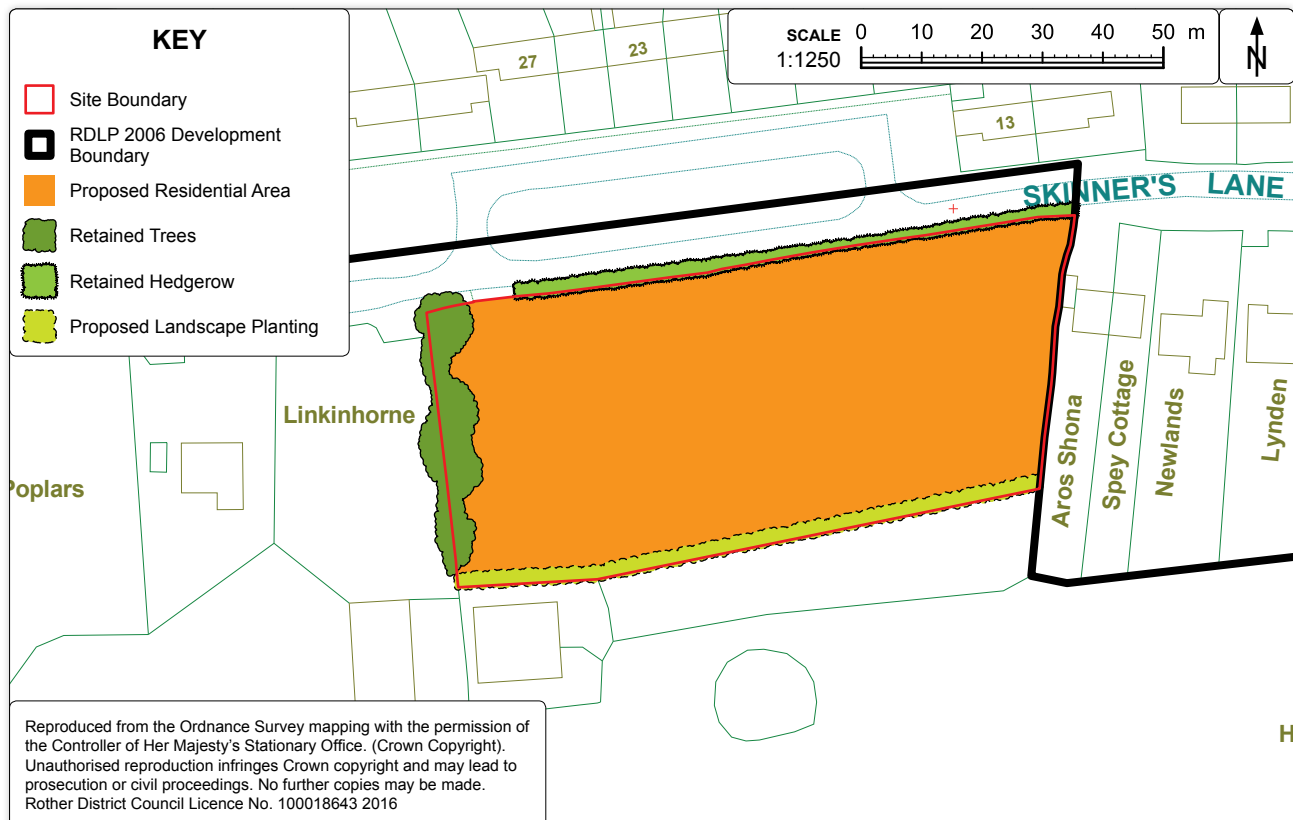 KEY
Site Boundary
RDLP 2006 Development
Boundary
Proposed Residential Area
Retained Trees
Retained Hedgerow
Proposed Landscape Planting
SCALE
1:1250
0 10 20 30 40 50 m
N
27
23
13
SKINNER'S LANE
Linkinhorne
Poplars
Aros Shona
Spey Cottage
Newlands
Lynden
H
Reproduced from the Ordnance Survey mapping with the permission of
the Controller of Her Majesty's Stationary Office. (Crown Copyright).
Unauthorised reproduction infringes Crown copyright and may lead to
prosecution or civil proceedings. No further copies may be made.
Rother District Council Licence No. 100018643 2016